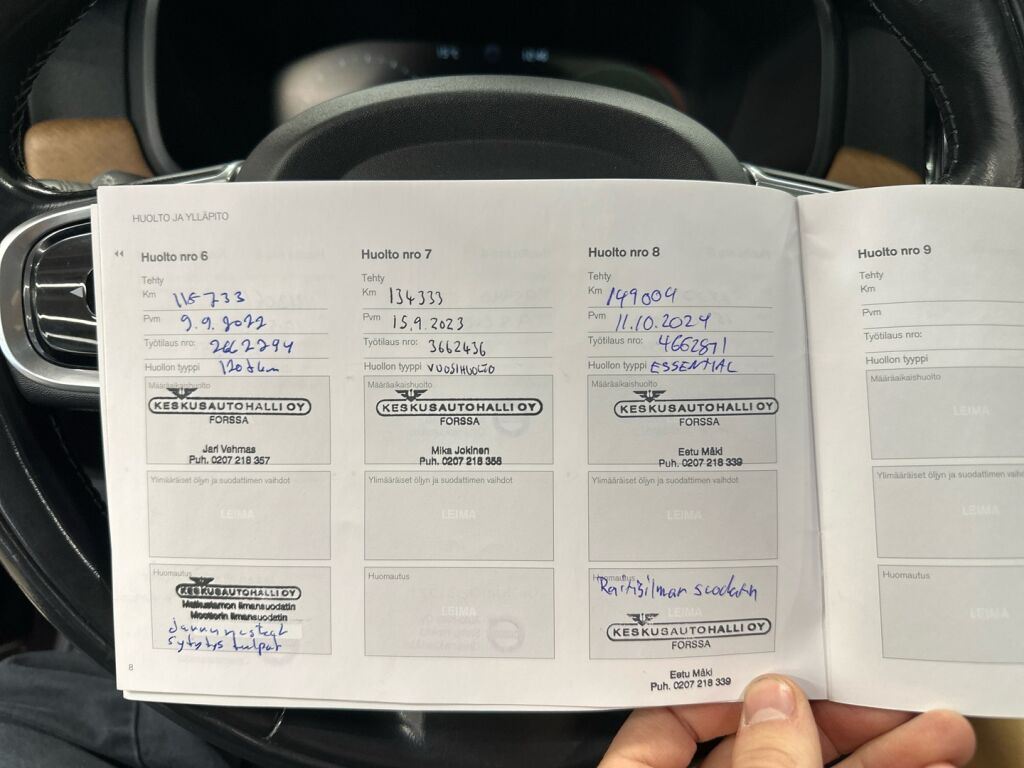 HUOLTO JA YLLÄPITO
Huolto nro 6
Tehty
Km 115733
Pvm 9.9.2022
Työtilaus nro: 2662294
Huollon tyyppi
Määräaikaishuolto
KESKUSAUTOHALLI OY
FORSSA
Jari Vehmas
Puh. 0207 218 357
Ylimääräiset öljyn ja suodattimen vaihdot
LEIMA
Huomautus
KESKUSAUTOHALLI OY
Matkustamon ilmansuodatin
Moottorin ilmansuodatin
jarrunesteet
sytytys tulpat
8
Huolto nro 7
Tehty
Km 134333
Pvm 15.9.2023
Työtilaus nro: 3662436
Huollon tyyppi VUOSIHUOLTO
Määräaikaishuolto
KESKUSAUTOHALLI OY
FORSSA
Mika Jokinen
Puh. 0207 218 358
Ylimääräiset öljyn ja suodattimen vaihdot
LEIMA
Huomautus
LEIMA
Huolto nro 8
Tehty
Km 149004
Pvm 11.10.2024
Työtilaus nro: 4662871
Huollon tyyppi ESSENTIAL
Määräaikaishuolto
KESKUSAUTOHALLI OY
FORSSA
Eetu Mäki
Puh. 0207 218 339
Ylimääräiset öljyn ja suodattimen vaihdot
LEIMA
Huomautus
Raitisilman suodatin
LEIMA
KESKUSAUTOHALLI OY
FORSSA
Eetu Mäki
Puh. 0207 218 339
Huolto nro 9
Tehty
Km
Pvm
Työtilaus nro:
Huollon tyyppi
Määräaikaishuolto
LEIMA
Ylimääräiset öljyn ja suodattimen
LEIMA
Huomautus
LEIMA